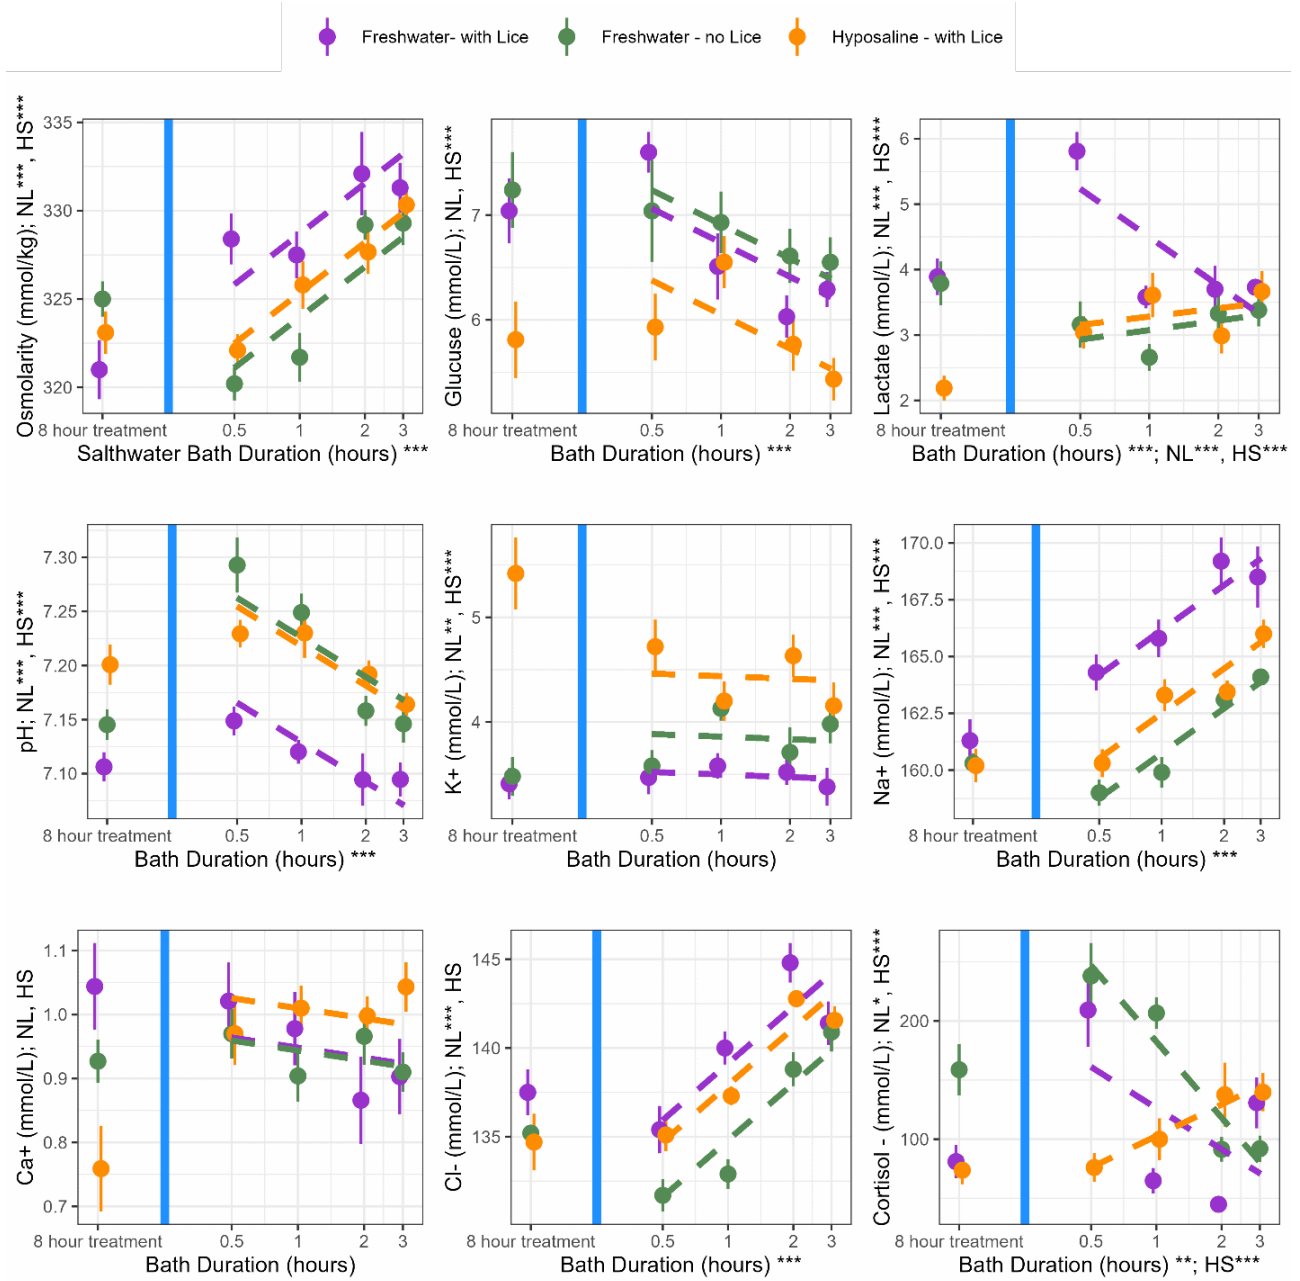 Freshwater- with Lice Freshwater - no Lice Hyposaline - with Lice
Osmolarity (mmol/kg); NL ***, HS***
335
330
325
320
8 hour treatment 0.5 1 2 3
Salthwater Bath Duration (hours) ***
Glucuse (mmol/L); NL, HS***
7
6
8 hour treatment 0.5 1 2 3
Bath Duration (hours) ***
Lactate (mmol/L); NL***, HS***
6
5
4
3
2
8 hour treatment 0.5 1 2 3
Bath Duration (hours) ***; NL***, HS***
pH; NL***, HS***
7.30
7.25
7.20
7.15
7.10
8 hour treatment 0.5 1 2 3
Bath Duration (hours) ***
K+ (mmol/L); NL**, HS***
5
4
8 hour treatment 0.5 1 2 3
Bath Duration (hours)
Na+ (mmol/L); NL ***, HS***
170.0
167.5
165.0
162.5
160.0
8 hour treatment 0.5 1 2 3
Bath Duration (hours) ***
Ca+ (mmol/L); NL, HS
1.1
1.0
0.9
0.8
0.7
8 hour treatment 0.5 1 2 3
Bath Duration (hours)
Cl- (mmol/L); NL***, HS
145
140
135
8 hour treatment 0.5 1 2 3
Bath Duration (hours) ***
Cortisol - (mmol/L); NL*, HS***
200
100
8 hour treatment 0.5 1 2 3
Bath Duration (hours) **; HS***